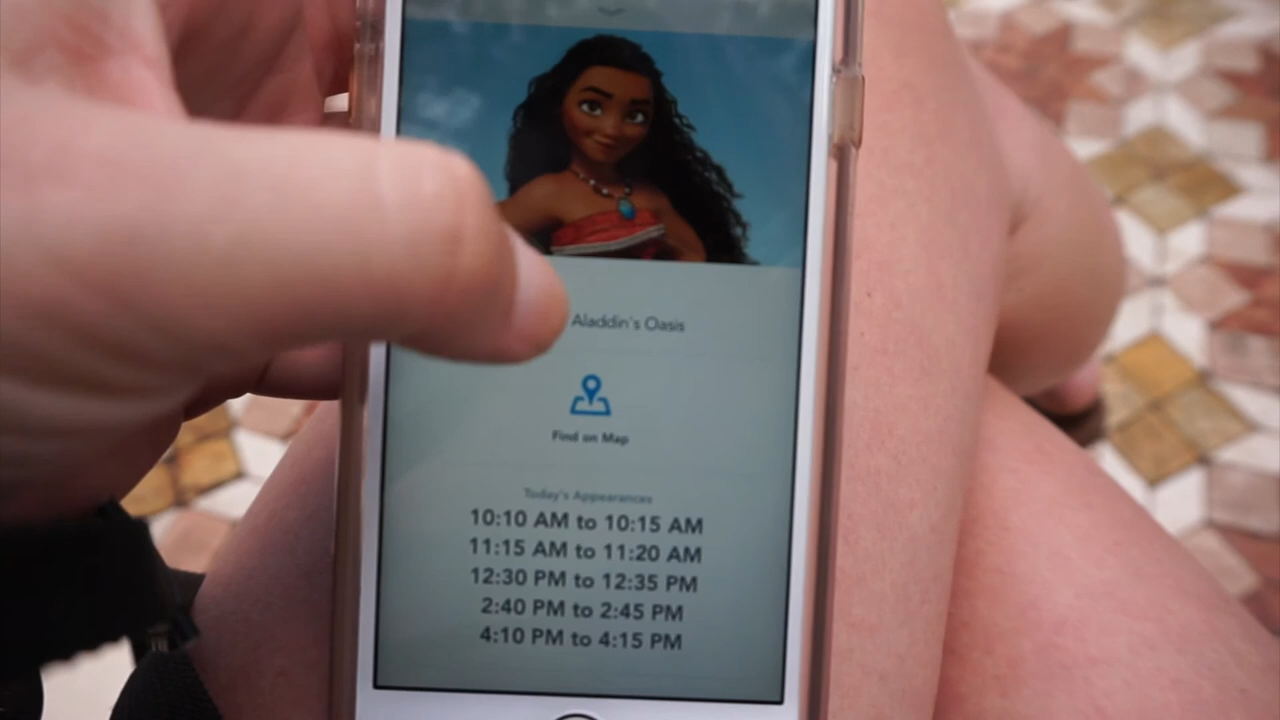 Aladdin's Oasis
Find on Map
Today's Appearances
10:10 AM to 10:15 AM
11:15 AM to 11:20 AM
12:30 PM to 12:35 PM
2:40 PM to 2:45 PM
4:10 PM to 4:15 PM